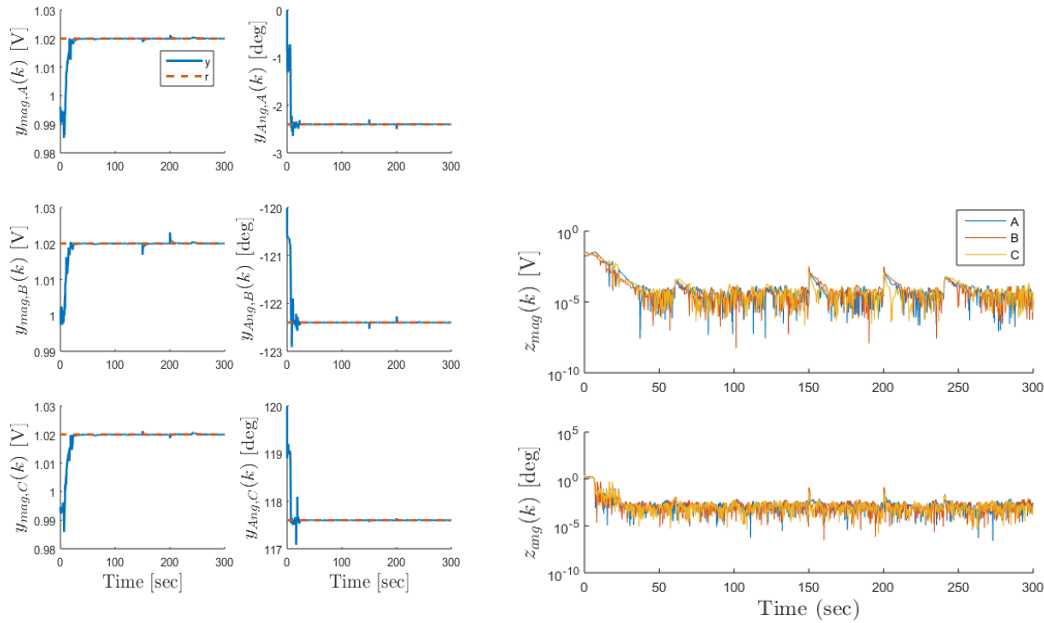 y_{mag,A}(k) [V]
1.03
1.02
1.01
1
0.99
0.98
0 100 200 300
y
r
y_{Ang,A}(k) [deg]
0
-1
-2
-3
0 100 200 300
y_{mag,B}(k) [V]
1.03
1.02
1.01
1
0.99
0 100 200 300
y_{Ang,B}(k) [deg]
-120
-121
-122
-123
0 100 200 300
y_{mag,C}(k) [V]
1.03
1.02
1.01
1
0.99
0.98
0 100 200 300
Time [sec]
y_{Ang,C}(k) [deg]
120
119
118
117
0 100 200 300
Time [sec]
z_{mag}(k) [V]
10^0
10^{-5}
10^{-10}
0 50 100 150 200 250 300
A
B
C
z_{ang}(k) [deg]
10^5
10^0
10^{-5}
10^{-10}
0 50 100 150 200 250 300
Time (sec)